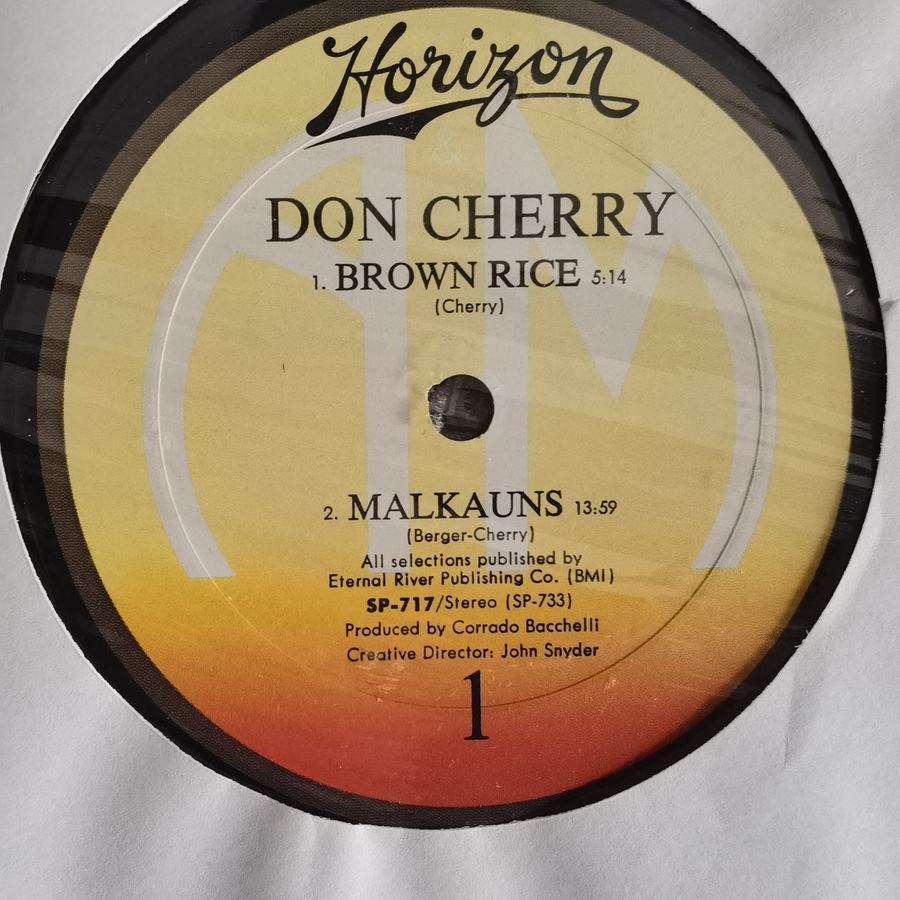 Horizon
A&M
DON CHERRY
1. BROWN RICE 5:14
(Cherry)
2. MALKAUNS 13:59
(Berger-Cherry)
All selections published by
Eternal River Publishing Co. (BMI)
SP-717/Stereo (SP-733)
Produced by Corrado Bacchelli
Creative Director: John Snyder
1